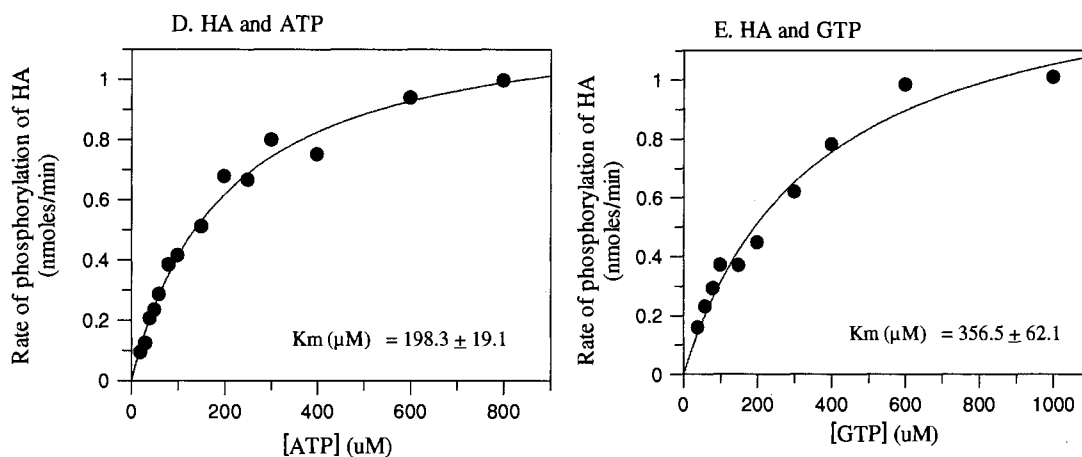 D. HA and ATP
Rate of phosphorylation of HA
(nmoles/min)
1
0.8
0.6
0.4
0.2
0
Km (µM) = 198.3 ± 19.1
0 200 400 600 800
[ATP] (uM)
E. HA and GTP
Rate of phosphorylation of HA
(nmoles/min)
1
0.8
0.6
0.4
0.2
0
Km (µM) = 356.5 ± 62.1
0 200 400 600 800 1000
[GTP] (uM)